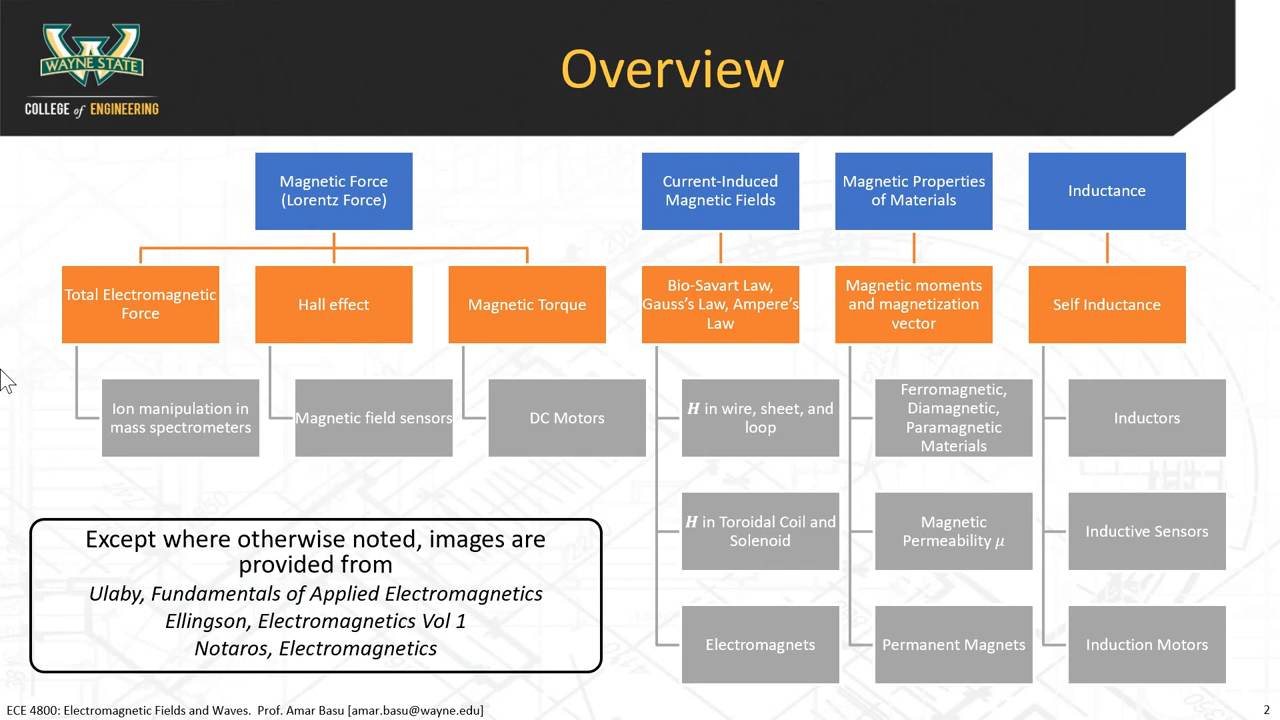 WAYNE STATE
COLLEGE of ENGINEERING
Overview
Magnetic Force
(Lorentz Force)
Current-Induced
Magnetic Fields
Magnetic Properties
of Materials
Inductance
Total Electromagnetic
Force
Hall effect
Magnetic Torque
Bio-Savart Law,
Gauss's Law, Ampere's
Law
Magnetic moments
and magnetization
vector
Self Inductance
Ion manipulation in
mass spectrometers
Magnetic field sensors
DC Motors
H in wire, sheet, and
loop
Ferromagnetic,
Diamagnetic,
Paramagnetic
Materials
Inductors
H in Toroidal Coil and
Solenoid
Magnetic
Permeability μ
Inductive Sensors
Electromagnets
Permanent Magnets
Induction Motors
Except where otherwise noted, images are
provided from
Ulaby, Fundamentals of Applied Electromagnetics
Ellingson, Electromagnetics Vol 1
Notaros, Electromagnetics
ECE 4800: Electromagnetic Fields and Waves. Prof. Amar Basu [amar.basu@wayne.edu]
2